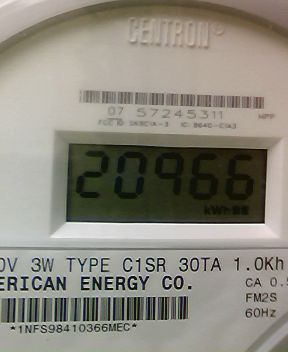 CENTRON®
07 57245311
20966
kWh
0V 3W TYPE C1SR 30TA 1.0Kh
ERICAN ENERGY CO.
CA 0.5
FM2S
60Hz
*1NFS98410366MEC*